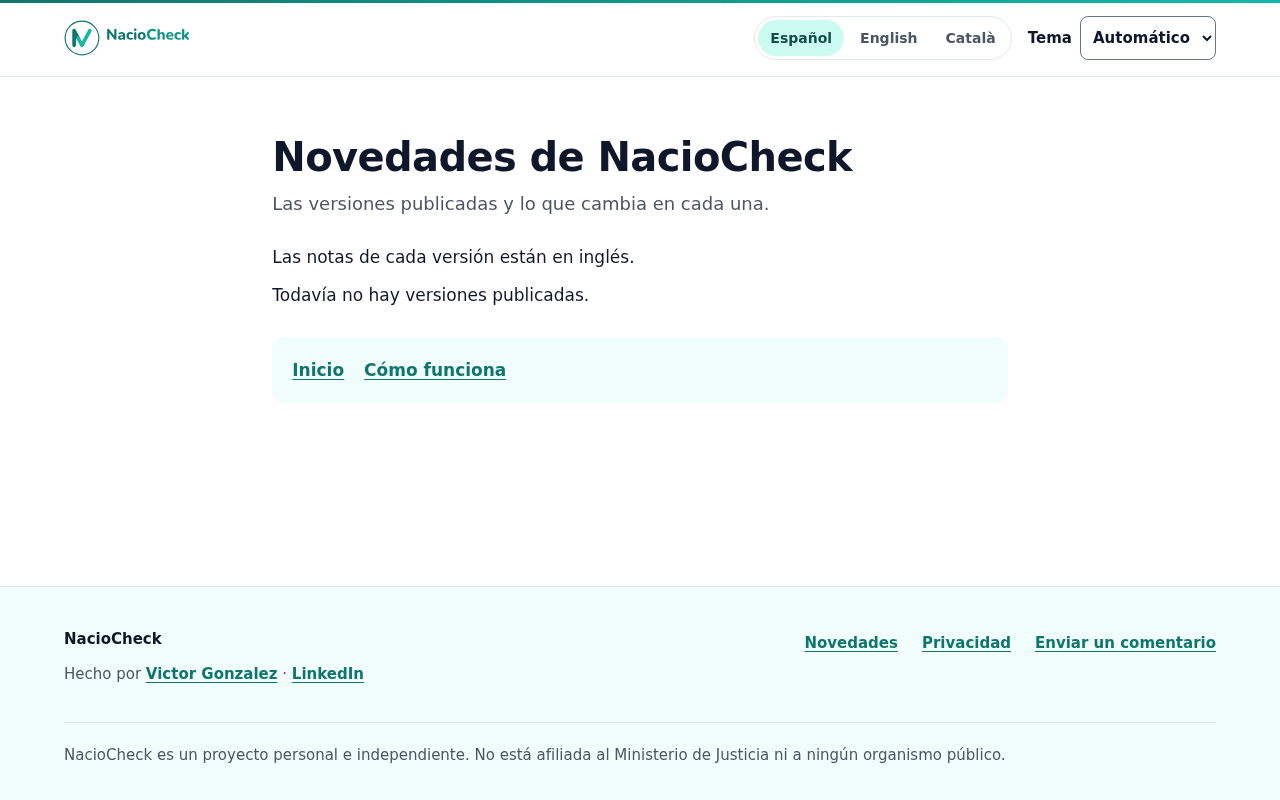 NacioCheck
Español English Català Tema Automático
Novedades de NacioCheck
Las versiones publicadas y lo que cambia en cada una.
Las notas de cada versión están en inglés.
Todavía no hay versiones publicadas.
Inicio Cómo funciona
NacioCheck
Novedades Privacidad Enviar un comentario
Hecho por Victor Gonzalez · LinkedIn
NacioCheck es un proyecto personal e independiente. No está afiliada al Ministerio de Justicia ni a ningún organismo público.